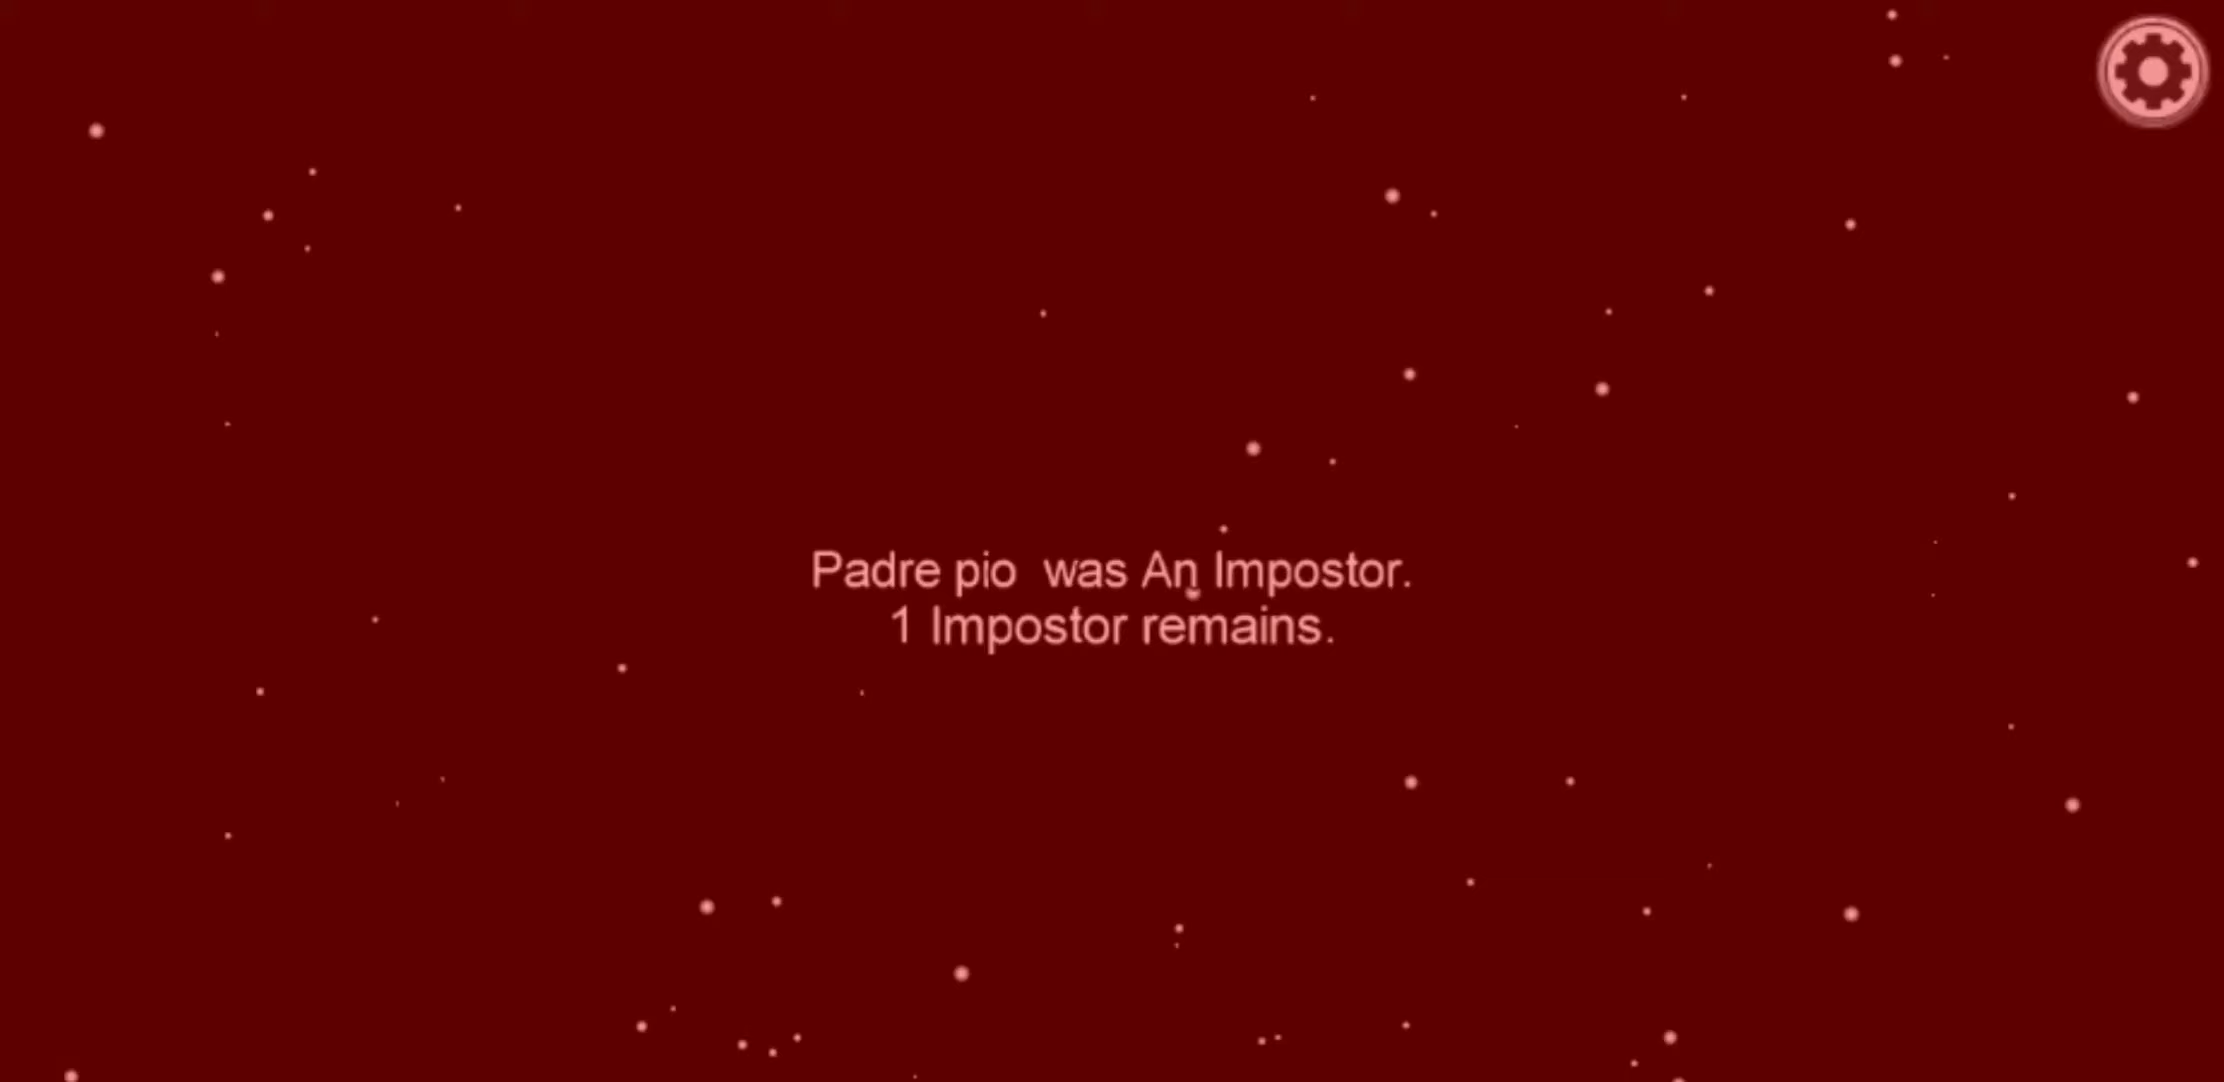 Padre pio  was An Impostor.
1 Impostor remains.